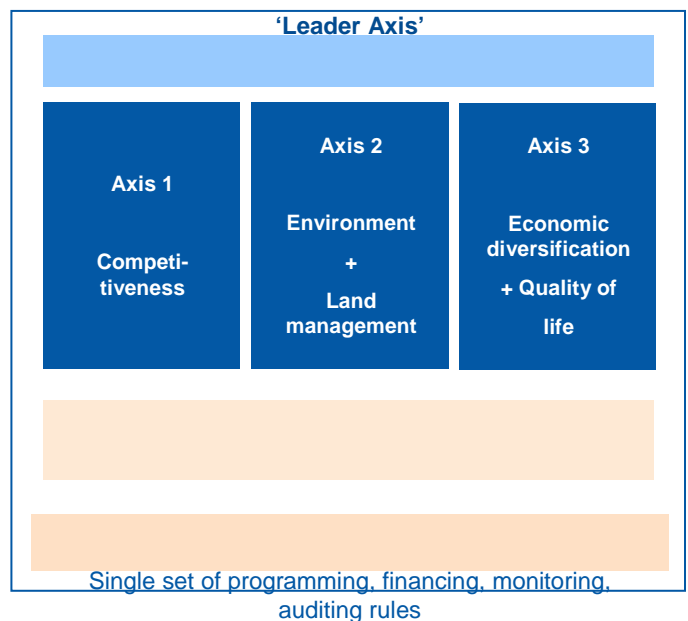 ‘Leader Axis’
Axis 1
Competi-
tiveness
Axis 2
Environment
+
Land
management
Axis 3
Economic
diversification
+ Quality of
life
Single set of programming, financing, monitoring,
auditing rules